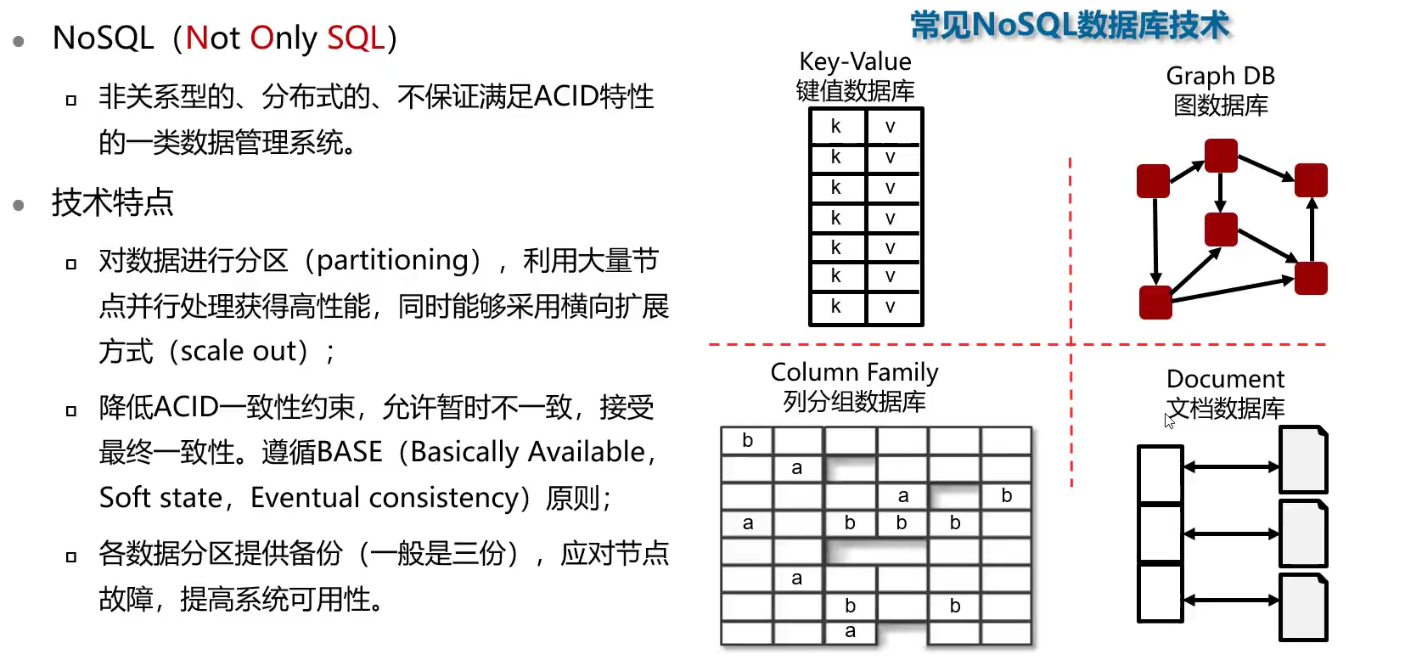 NoSQL（Not Only SQL）
非关系型的、分布式的、不保证满足ACID特性
的一类数据管理系统。
技术特点
对数据进行分区（partitioning），利用大量节
点并行处理获得高性能，同时能够采用横向扩展
方式（scale out）；
降低ACID一致性约束，允许暂时不一致，接受
最终一致性。遵循BASE（Basically Available，
Soft state，Eventual consistency）原则；
各数据分区提供备份（一般是三份），应对节点
故障，提高系统可用性。
常见NoSQL数据库技术
Key-Value
键值数据库
k v
k v
k v
k v
k v
k v
k v
Graph DB
图数据库
Column Family
列分组数据库
b
a
a b
a b b b
a
b b
a
Document
文档数据库